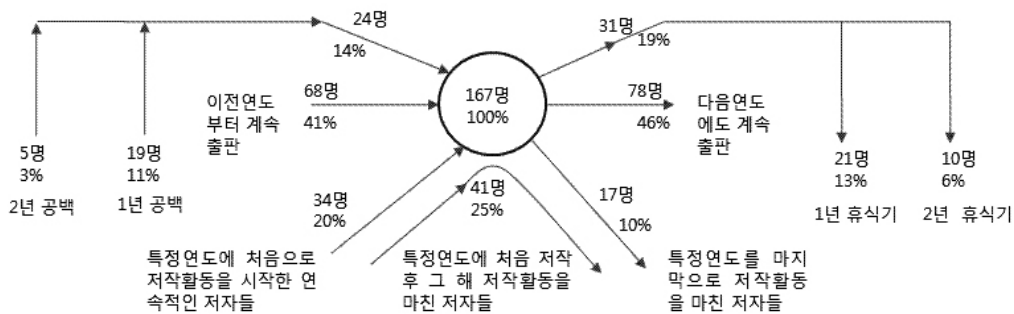 24명
14%
31명
19%
이전연도
부터 계속
출판
68명
41%
167명
100%
78명
46%
다음연도
에도 계속
출판
5명
3%
2년 공백
19명
11%
1년 공백
21명
13%
1년 휴식기
10명
6%
2년 휴식기
34명
20%
41명
25%
17명
10%
특정연도에 처음으로
저작활동을 시작한 연
속적인 저자들
특정연도에 처음 저작
후 그 해 저작활동을
마친 저자들
특정연도를 마지
막으로 저작활동
을 마친 저자들